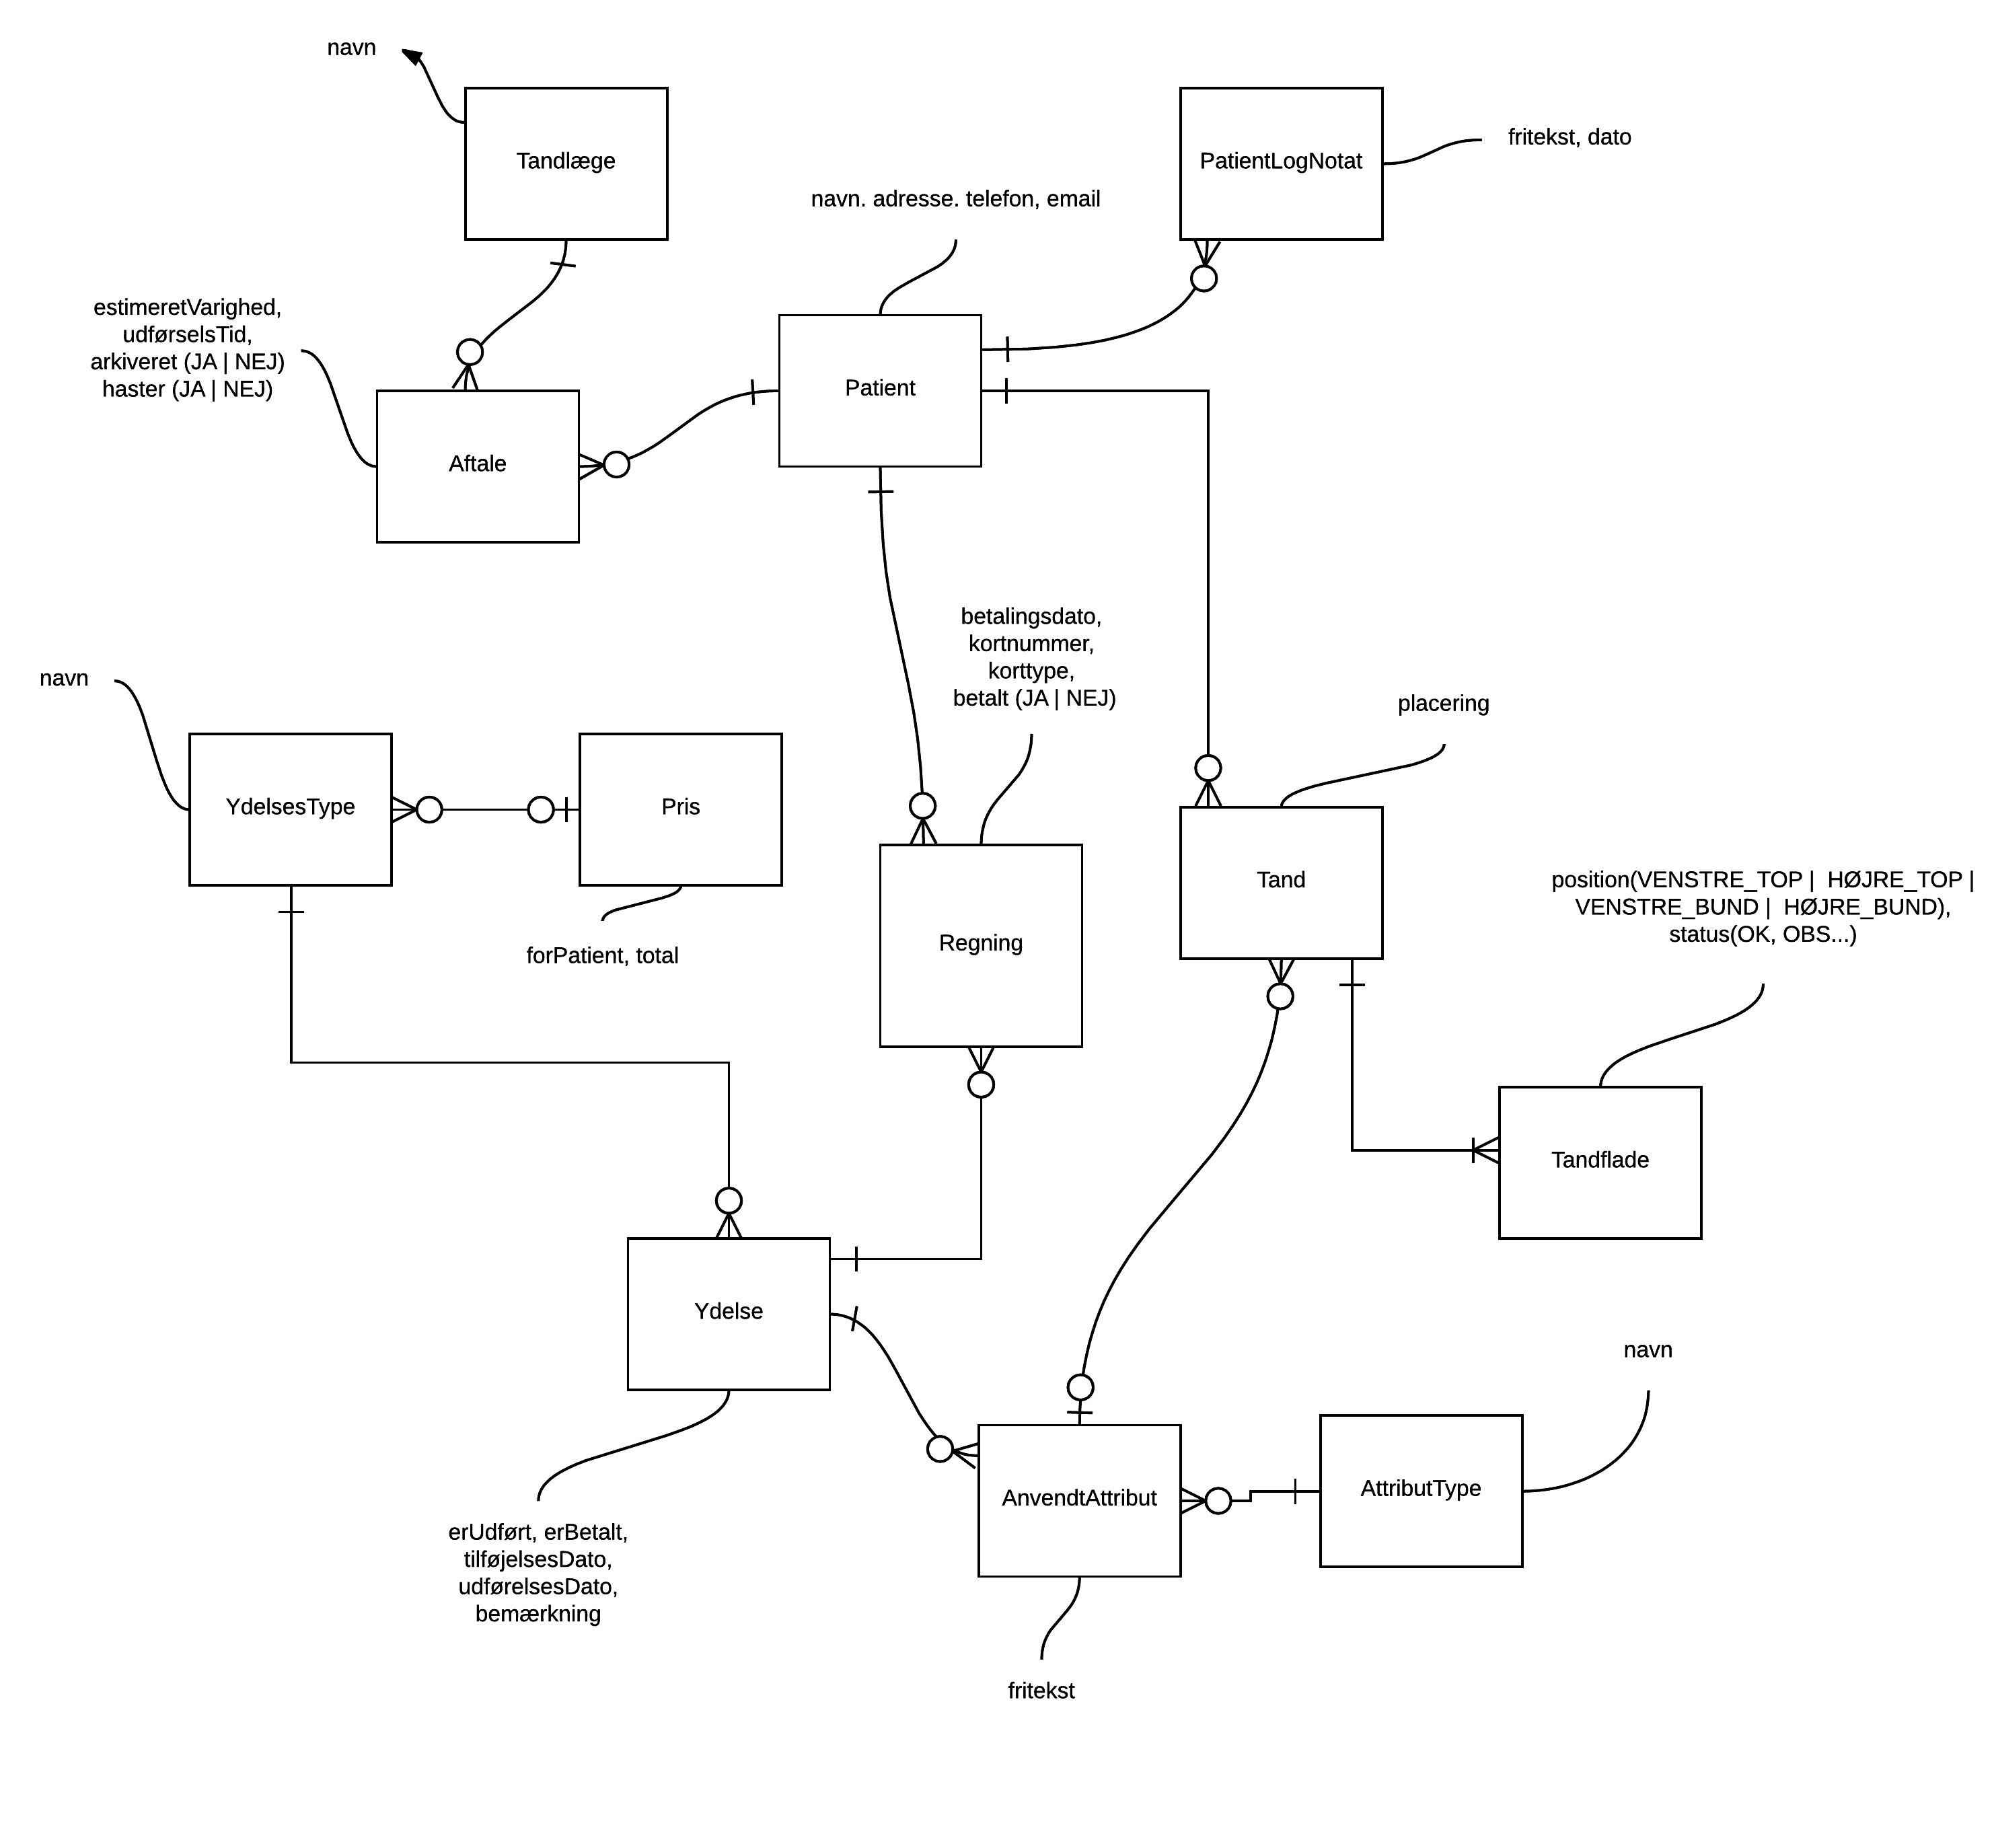 navn
Tandlæge
PatientLogNotat
fritekst, dato
navn. adresse. telefon, email
estimeretVarighed,
udførselsTid,
arkiveret (JA | NEJ)
haster (JA | NEJ)
Patient
Aftale
betalingsdato,
kortnummer,
korttype,
betalt (JA | NEJ)
navn
placering
YdelsesType
Pris
Tand
position(VENSTRE_TOP |  HØJRE_TOP |
VENSTRE_BUND |  HØJRE_BUND),
status(OK, OBS...)
Regning
forPatient, total
Tandflade
Ydelse
navn
AnvendtAttribut
AttributType
erUdført, erBetalt,
tilføjelsesDato,
udførelsesDato,
bemærkning
fritekst